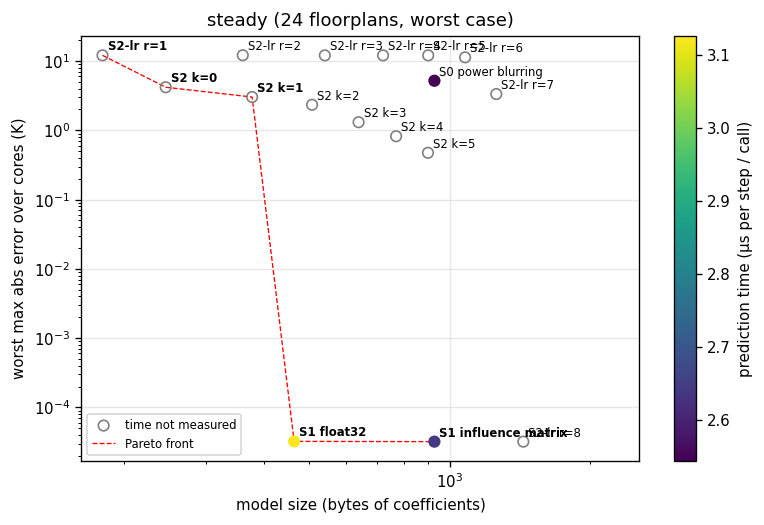 steady (24 floorplans, worst case)
S2-lr r=1
S2-lr r=2
S2-lr r=3
S2-lr r=4
S2-lr r=5
S2-lr r=6
S2 k=0
S2 k=1
S0 power blurring
S2-lr r=7
S2 k=2
S2 k=3
S2 k=4
S2 k=5
S1 float32
S1 influence matrix
S2-lr r=8
time not measured
Pareto front
10¹
10⁰
10⁻¹
10⁻²
10⁻³
10⁻⁴
worst max abs error over cores (K)
10³
model size (bytes of coefficients)
3.1
3.0
2.9
2.8
2.7
2.6
prediction time (µs per step / call)